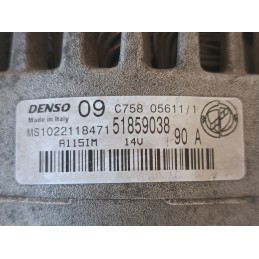 DENSO 09 C758 05611/1
Made in Italy
MS1022118471 51859038 90 A
A115IM 14V